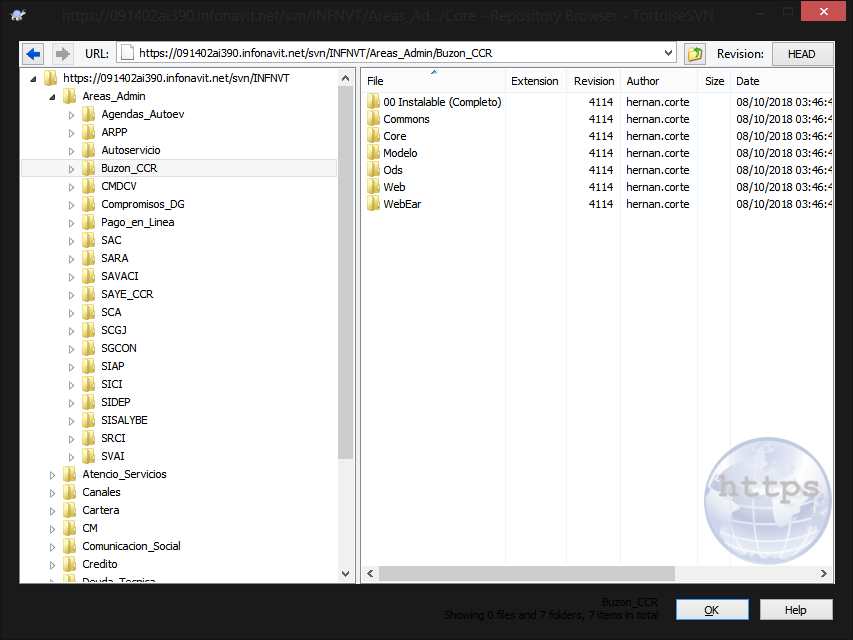 https://091402ai390.infonavit.net/svn/INFNVT/Areas_Ad.../Core - Repository Browser - TortoiseSVN
URL: https://091402ai390.infonavit.net/svn/INFNVT/Areas_Admin/Buzon_CCR Revision: HEAD
https://091402ai390.infonavit.net/svn/INFNVT
Areas_Admin
Agendas_Autoev
ARPP
Autoservicio
Buzon_CCR
CMDCV
Compromisos_DG
Pago_en_Linea
SAC
SARA
SAVACI
SAYE_CCR
SCA
SCGJ
SGCON
SIAP
SICI
SIDEP
SISALYBE
SRCI
SVAI
Atencio_Servicios
Canales
Cartera
CM
Comunicacion_Social
Credito
Deuda_Tecnica
File Extension Revision Author Size Date
00 Instalable (Completo) 4114 hernan.corte 08/10/2018 03:46:4
Commons 4114 hernan.corte 08/10/2018 03:46:4
Core 4114 hernan.corte 08/10/2018 03:46:4
Modelo 4114 hernan.corte 08/10/2018 03:46:4
Ods 4114 hernan.corte 08/10/2018 03:46:4
Web 4114 hernan.corte 08/10/2018 03:46:4
WebEar 4114 hernan.corte 08/10/2018 03:46:4
https
Buzon_CCR
Showing 0 files and 7 folders, 7 items in total
OK Help